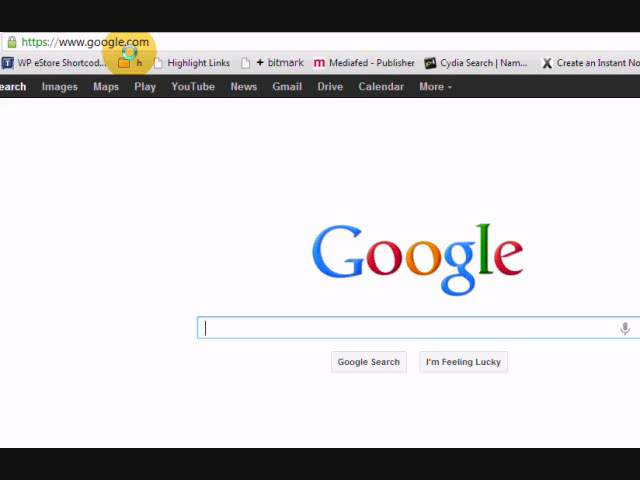 https://www.google.com
WP eStore Shortcod... h Highlight Links + bitmark Mediafed - Publisher Cydia Search | Nam... Create an Instant No
earch Images Maps Play YouTube News Gmail Drive Calendar More
Google
Google Search I'm Feeling Lucky